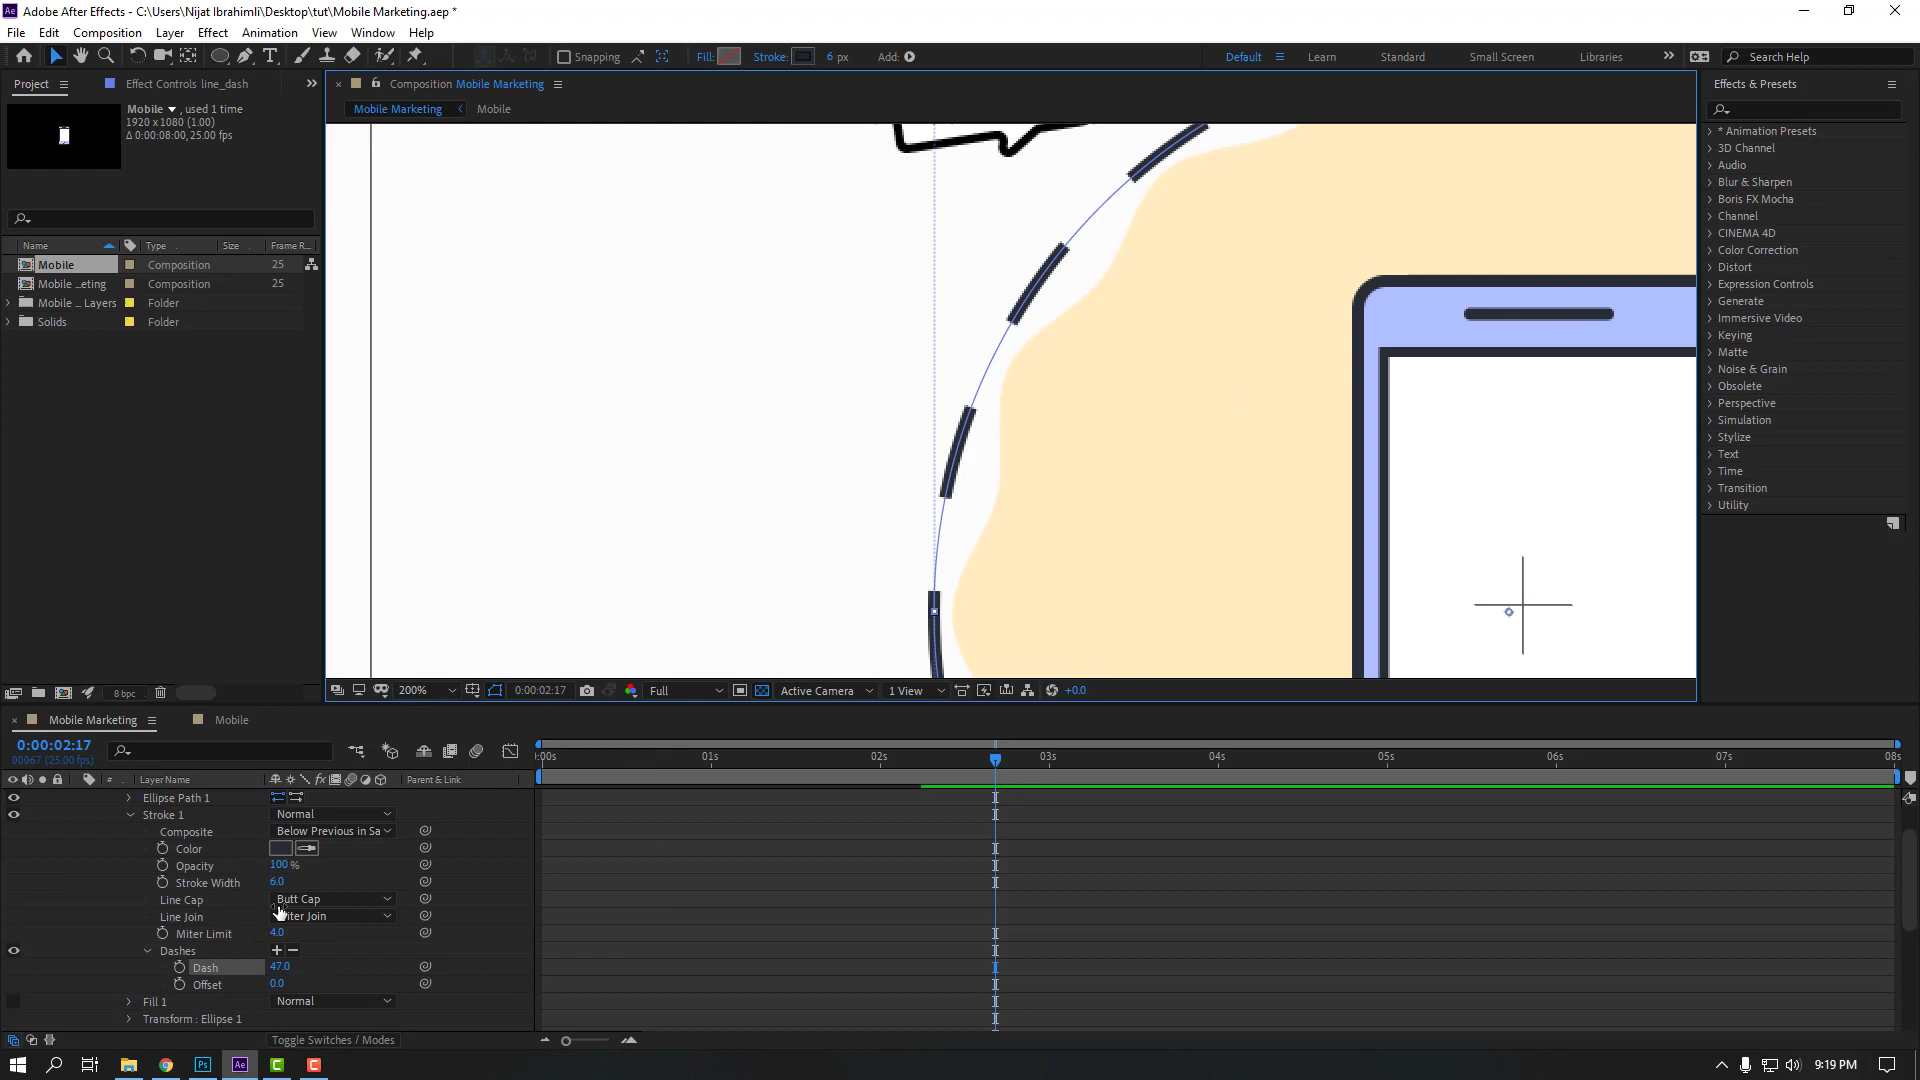 Adobe After Effects - C:\Users\Nijat Ibrahimli\Desktop\tut\Mobile Marketing.aep *
File Edit Composition Layer Effect Animation View Window Help
Snapping Fill: Stroke: 6 px Add: Default Learn Standard Small Screen Libraries Search Help
Project Effect Controls line_dash
Composition Mobile Marketing
Effects & Presets
Mobile Marketing Mobile
Mobile , used 1 time
1920 x 1080 (1.00)
Δ 0:00:08:00, 25.00 fps
Name Type Size Frame R...
Mobile Composition 25
Mobile _eting Composition 25
Mobile ... Layers Folder
Solids Folder
* Animation Presets
3D Channel
Audio
Blur & Sharpen
Boris FX Mocha
Channel
CINEMA 4D
Color Correction
Distort
Expression Controls
Generate
Immersive Video
Keying
Matte
Noise & Grain
Obsolete
Perspective
Simulation
Stylize
Text
Time
Transition
Utility
8 bpc
200% 0:00:02:17 Full Active Camera 1 View +0.0
Mobile Marketing Mobile
0:00:02:17
00067 (25.00 fps)
:00s 01s 02s 03s 04s 05s 06s 07s 08s
# Layer Name Parent & Link
Ellipse Path 1
Stroke 1 Normal
Composite Below Previous in Sa
Color
Opacity 100 %
Stroke Width 6.0
Line Cap Butt Cap
Line Join iter Join
Miter Limit 4.0
Dashes
Dash 47.0
Offset 0.0
Fill 1 Normal
Transform : Ellipse 1
Toggle Switches / Modes
9:19 PM